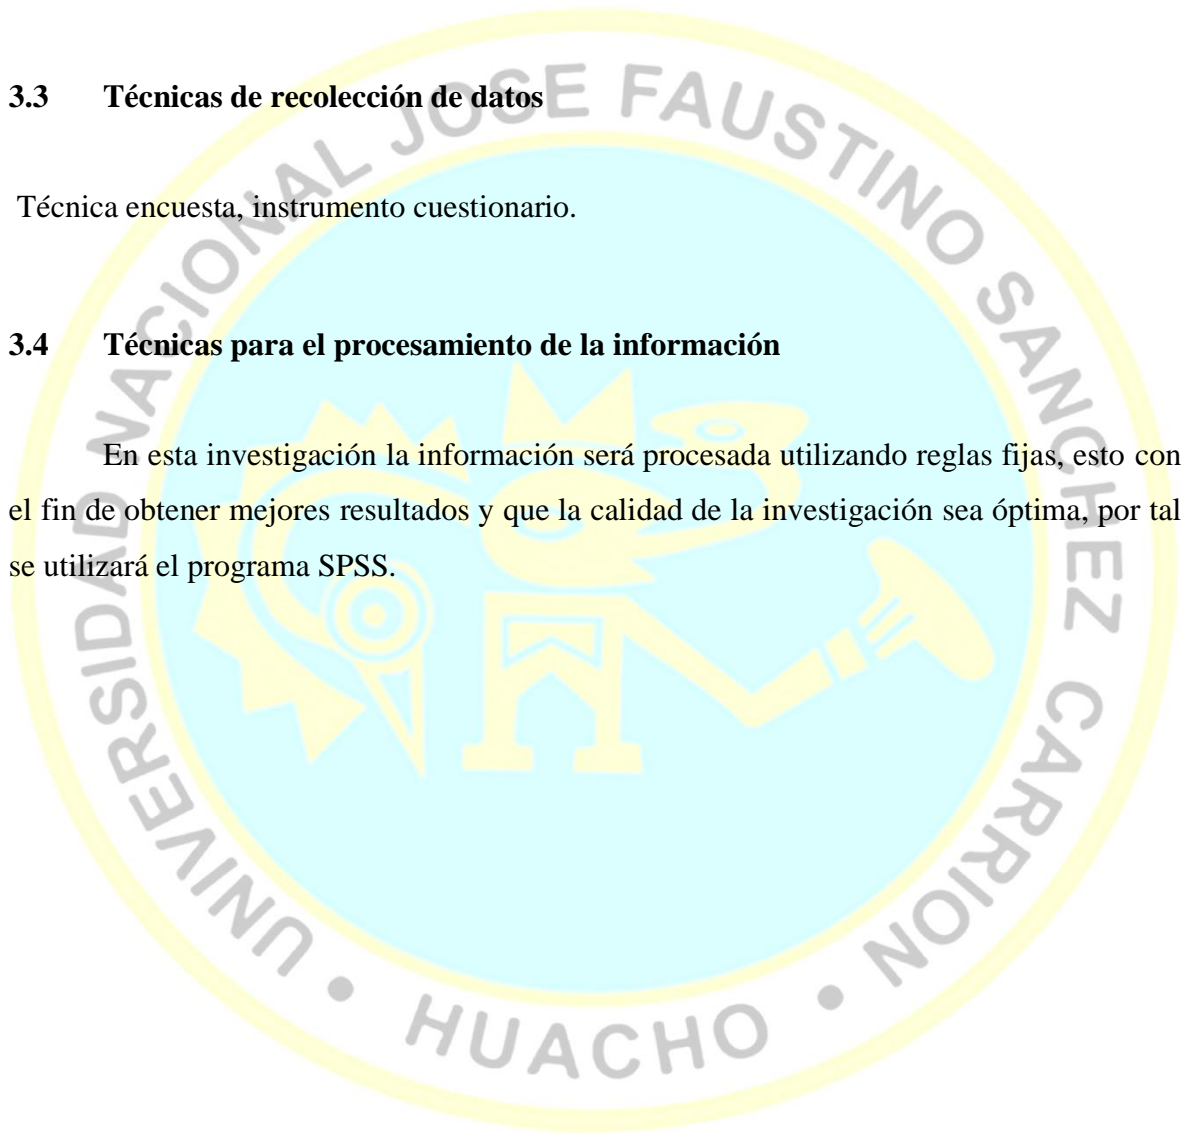 3.3 Técnicas de recolección de datos
Técnica encuesta, instrumento cuestionario.
3.4 Técnicas para el procesamiento de la información
En esta investigación la información será procesada utilizando reglas fijas, esto con
el fin de obtener mejores resultados y que la calidad de la investigación sea óptima, por tal
se utilizará el programa SPSS.
UNIVERSIDAD NACIONAL JOSE FAUSTINO SANCHEZ CARRION
• HUACHO •